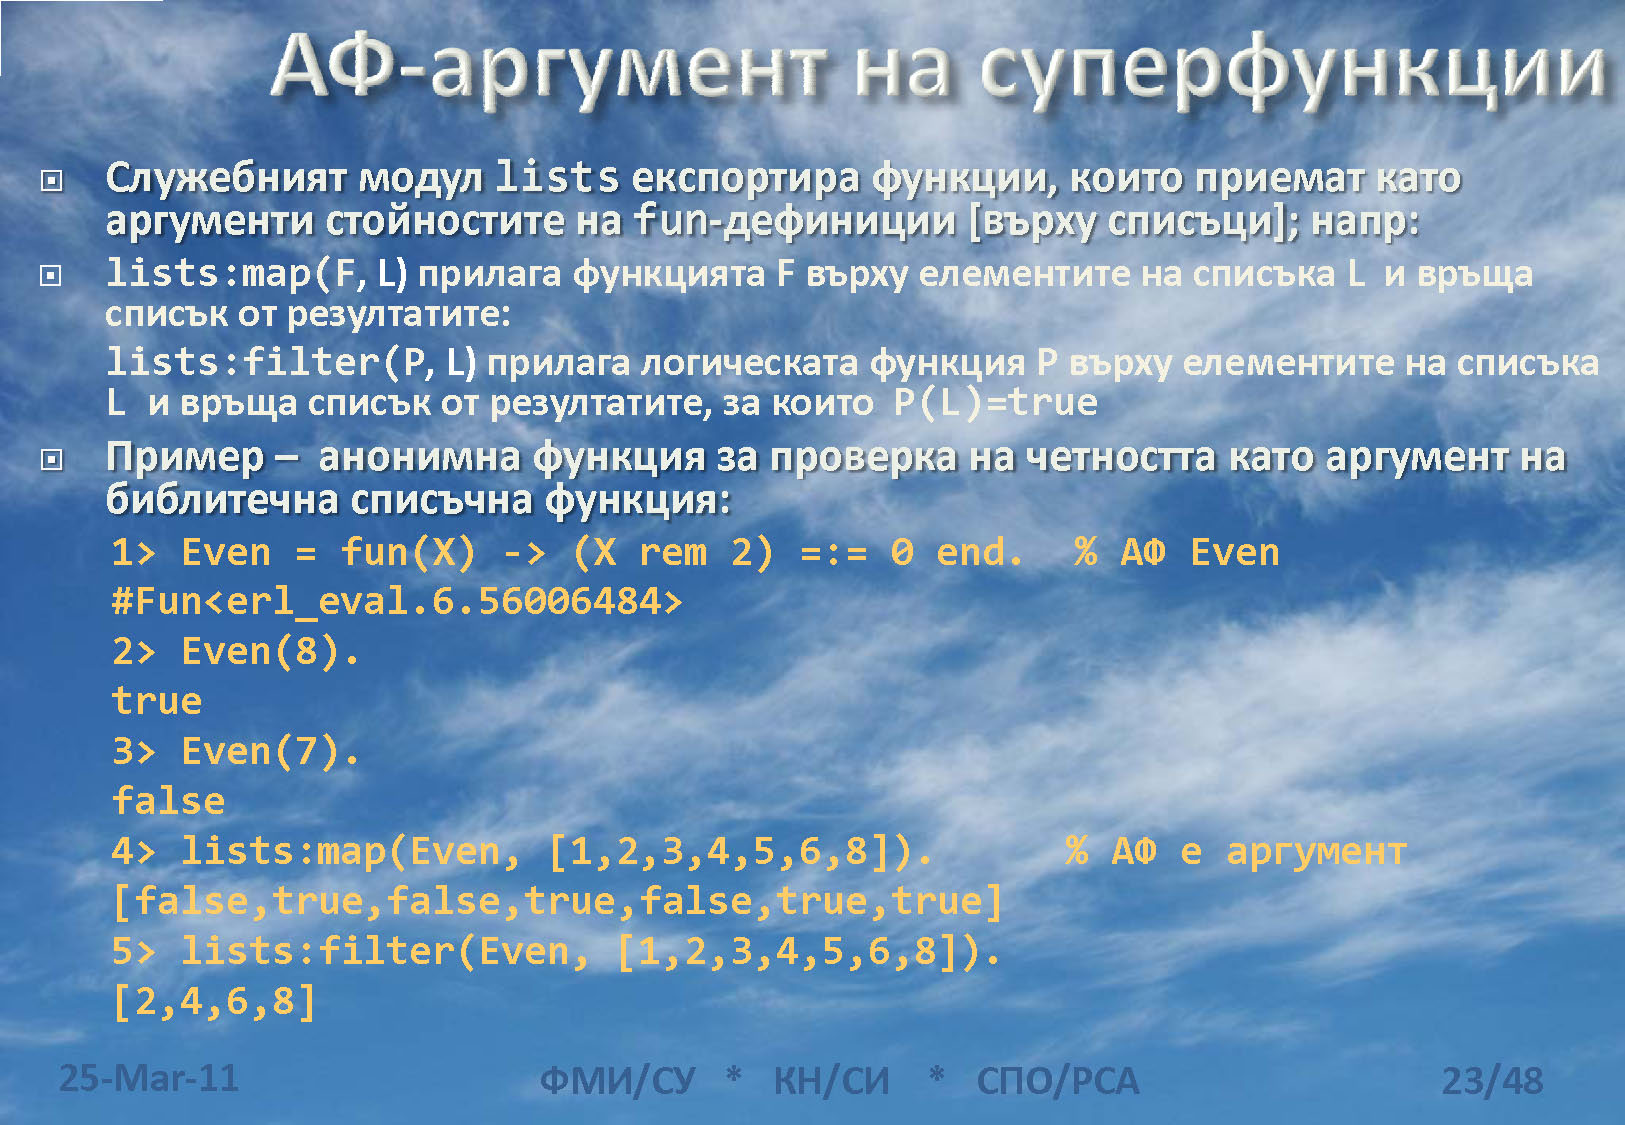 АФ-аргумент на суперфункции
Служебният модул lists експортира функции, които приемат като
аргументи стойностите на fun-дефиниции [върху списъци]; напр:
lists:map(F, L) прилага функцията F върху елементите на списъка L и връща
списък от резултатите:
lists:filter(P, L) прилага логическата функция P върху елементите на списъка
L и връща списък от резултатите, за които P(L)=true
Пример – анонимна функция за проверка на четността като аргумент на
библитечна списъчна функция:
1> Even = fun(X) -> (X rem 2) =:= 0 end. % АФ Even
#Fun<erl_eval.6.56006484>
2> Even(8).
true
3> Even(7).
false
4> lists:map(Even, [1,2,3,4,5,6,8]). % АФ е аргумент
[false,true,false,true,false,true,true]
5> lists:filter(Even, [1,2,3,4,5,6,8]).
[2,4,6,8]
25-Mar-11 ФМИ/СУ * КН/СИ * СПО/РСА 23/48